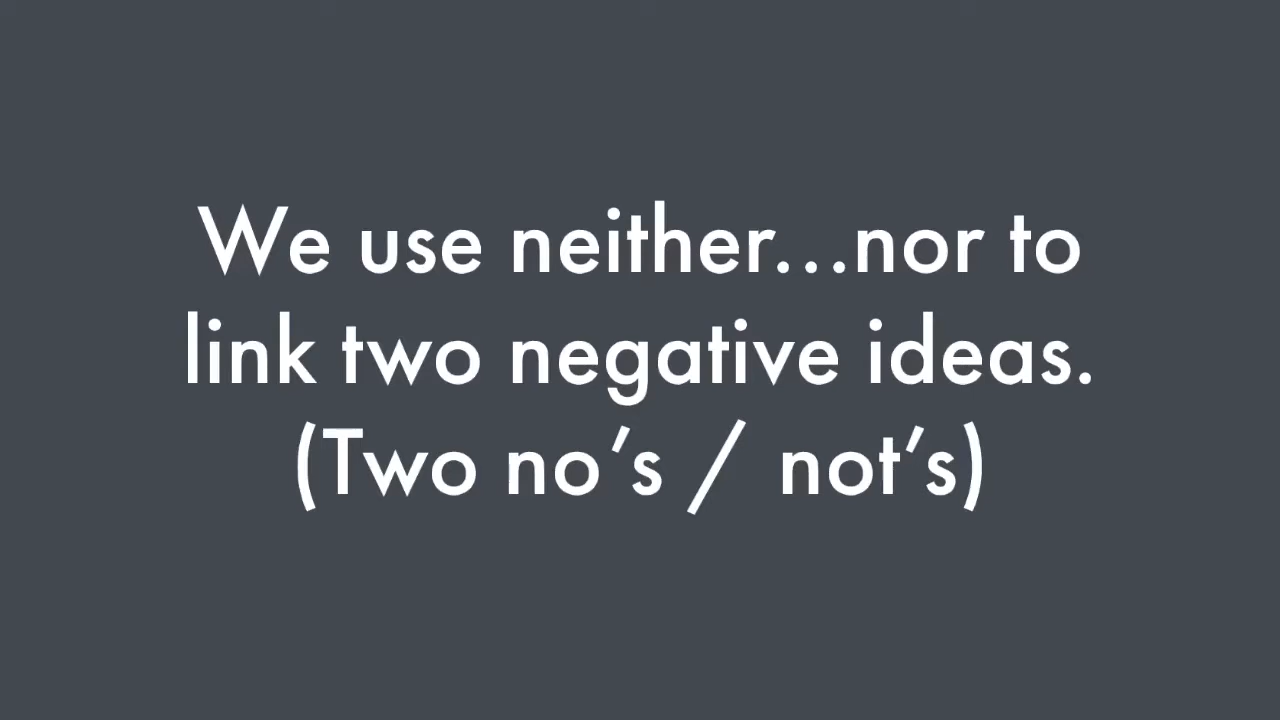 We use neither...nor to
link two negative ideas.
(Two no’s / not’s)